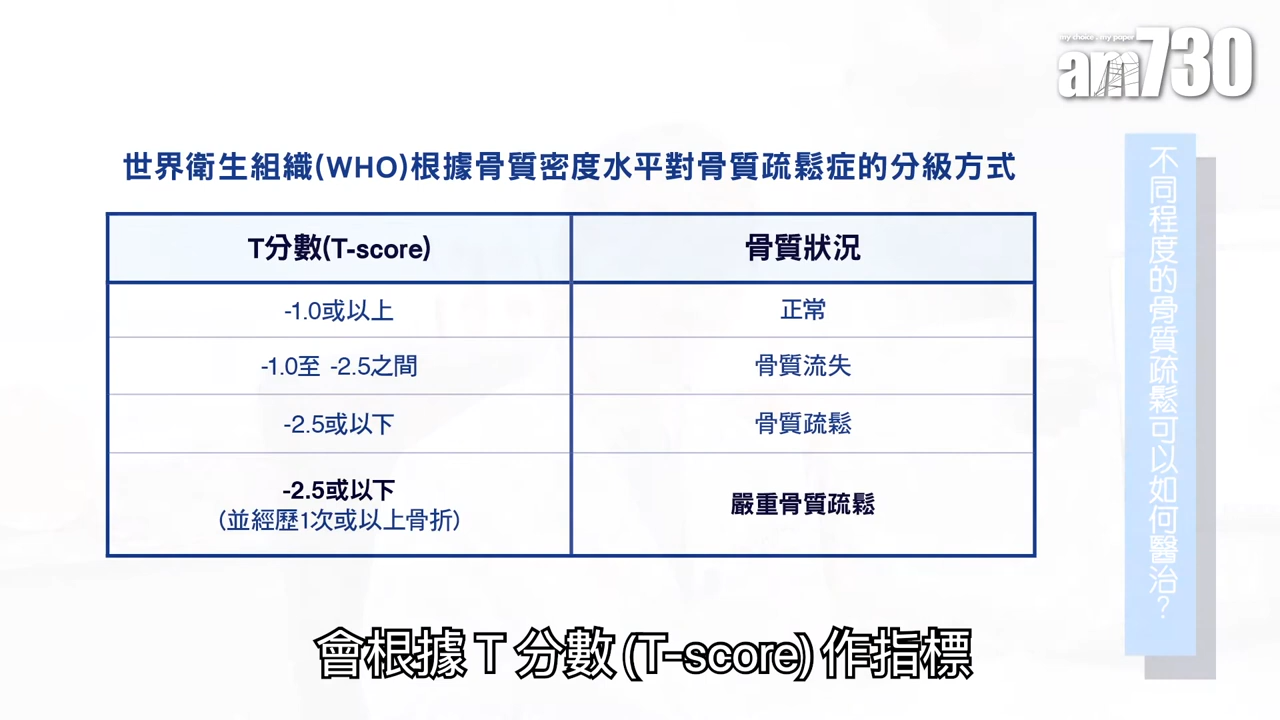 my choice . my paper
am730
世界衛生組織(WHO)根據骨質密度水平對骨質疏鬆症的分級方式
T分數(T-score)
骨質狀況
-1.0或以上
正常
-1.0至 -2.5之間
骨質流失
-2.5或以下
骨質疏鬆
-2.5或以下
(並經歷1次或以上骨折)
嚴重骨質疏鬆
不同程度的骨質疏鬆可以如何醫治?
會根據 T 分數 (T-score) 作指標